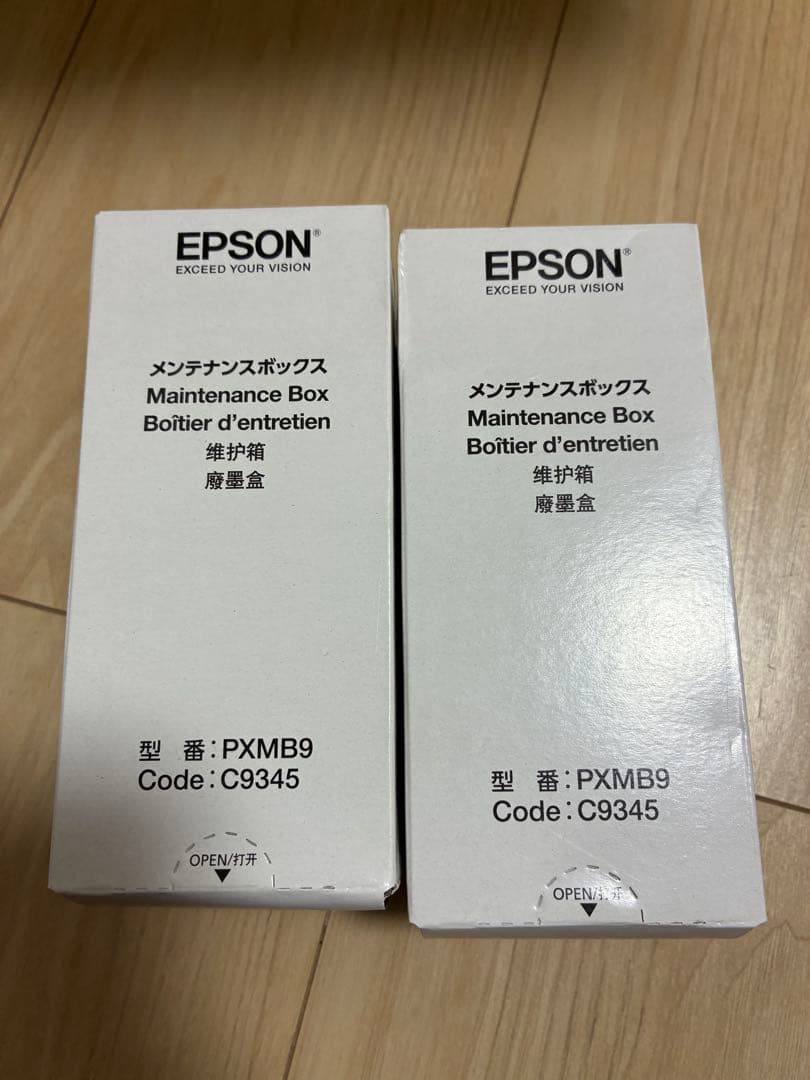 EPSON®
EXCEED YOUR VISION
メンテナンスボックス
Maintenance Box
Boîtier d'entretien
维护箱
廢墨盒
型 番：PXMB9
Code：C9345
OPEN/打开
EPSON®
EXCEED YOUR VISION
メンテナンスボックス
Maintenance Box
Boîtier d'entretien
维护箱
廢墨盒
型 番：PXMB9
Code：C9345
OPEN/打开